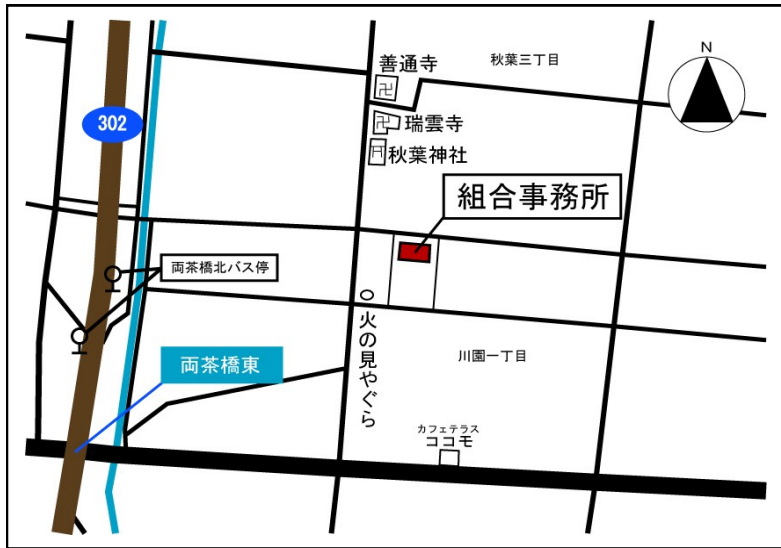 善通寺
秋葉三丁目
N
302
瑞雲寺
秋葉神社
組合事務所
両茶橋北バス停
火の見やぐら
両茶橋東
川園一丁目
カフェテラス
ココモ